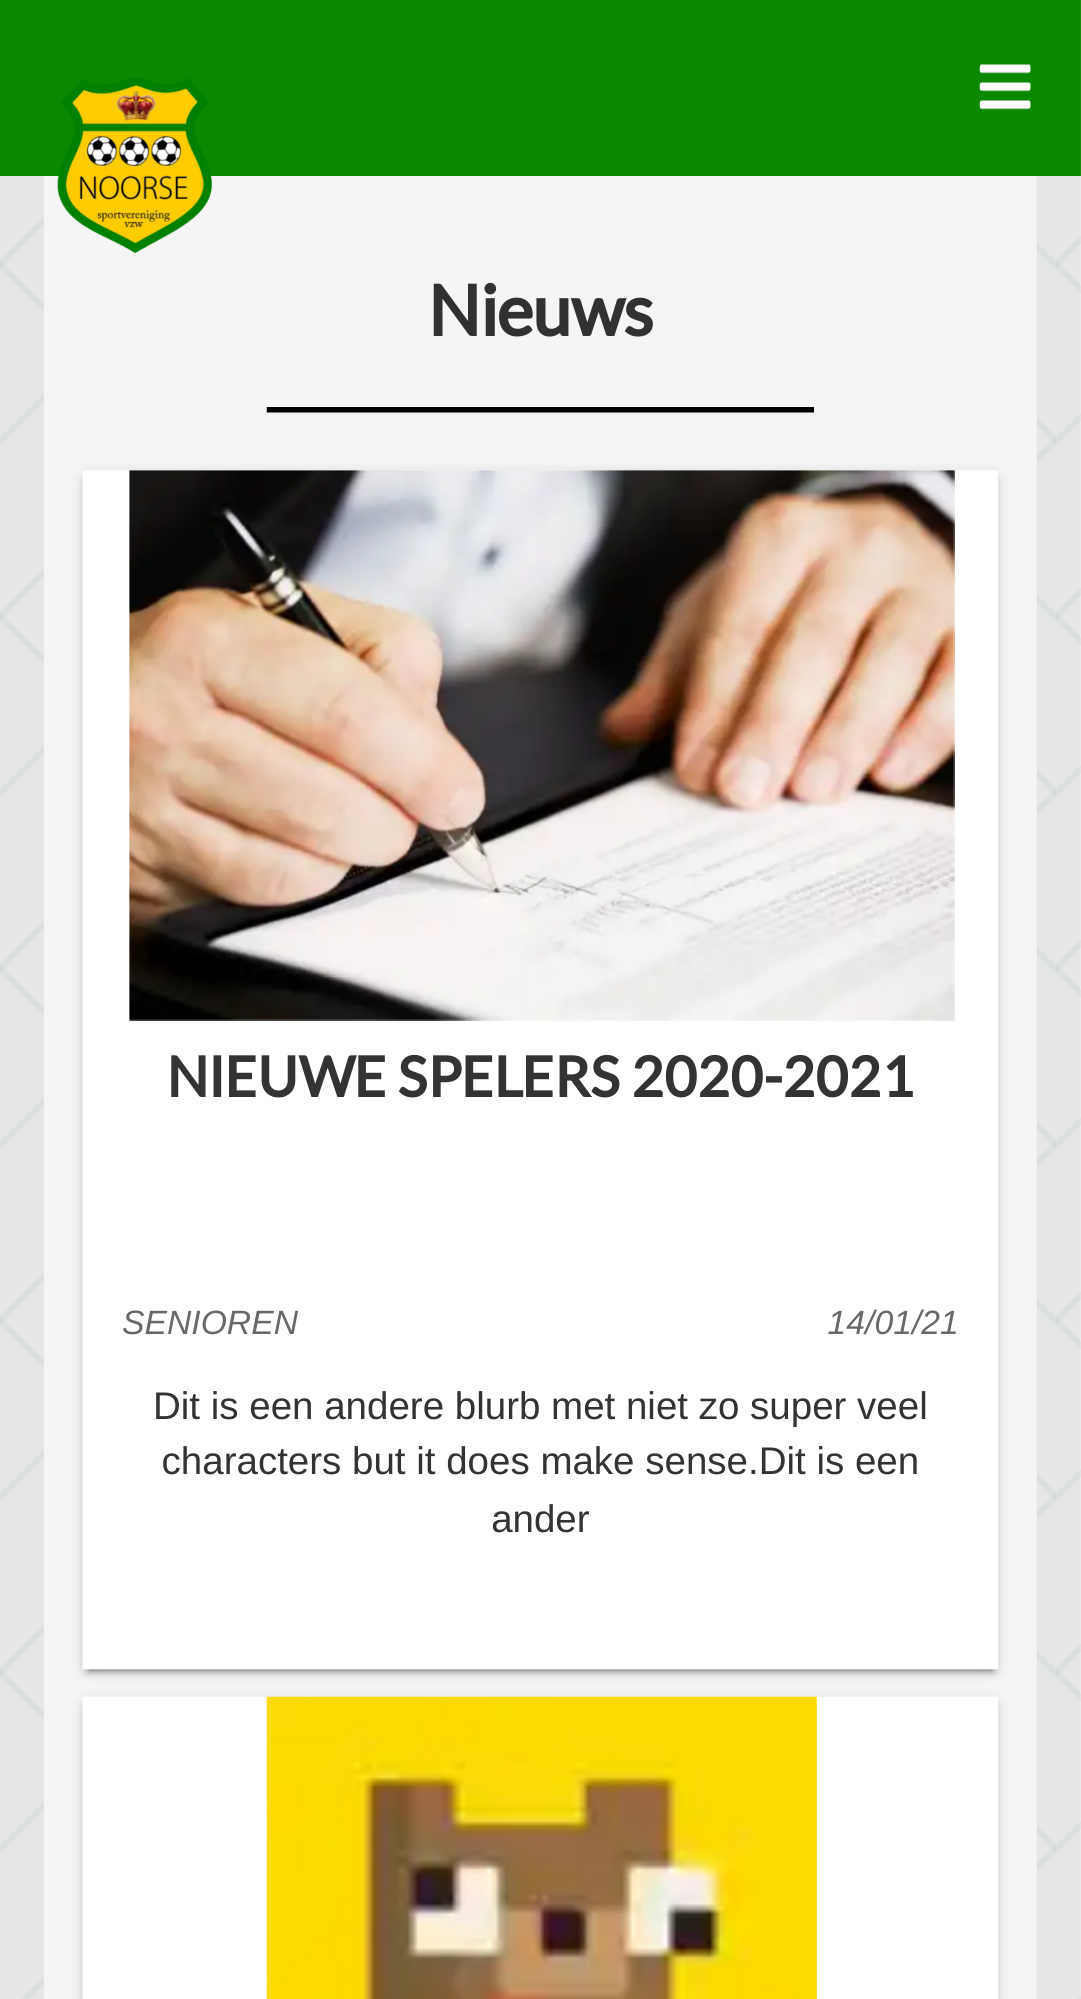 NOORSE
sportvereniging
vzw
Nieuws
NIEUWE SPELERS 2020-2021
SENIOREN
14/01/21
Dit is een andere blurb met niet zo super veel
characters but it does make sense.Dit is een
ander